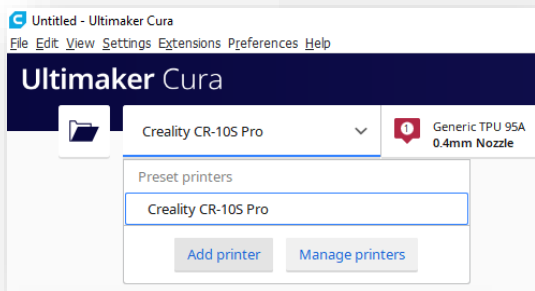 Untitled - Ultimaker Cura
File Edit View Settings Extensions Preferences Help
Ultimaker Cura
Creality CR-10S Pro
1
Generic TPU 95A
0.4mm Nozzle
Preset printers
Creality CR-10S Pro
Add printer Manage printers